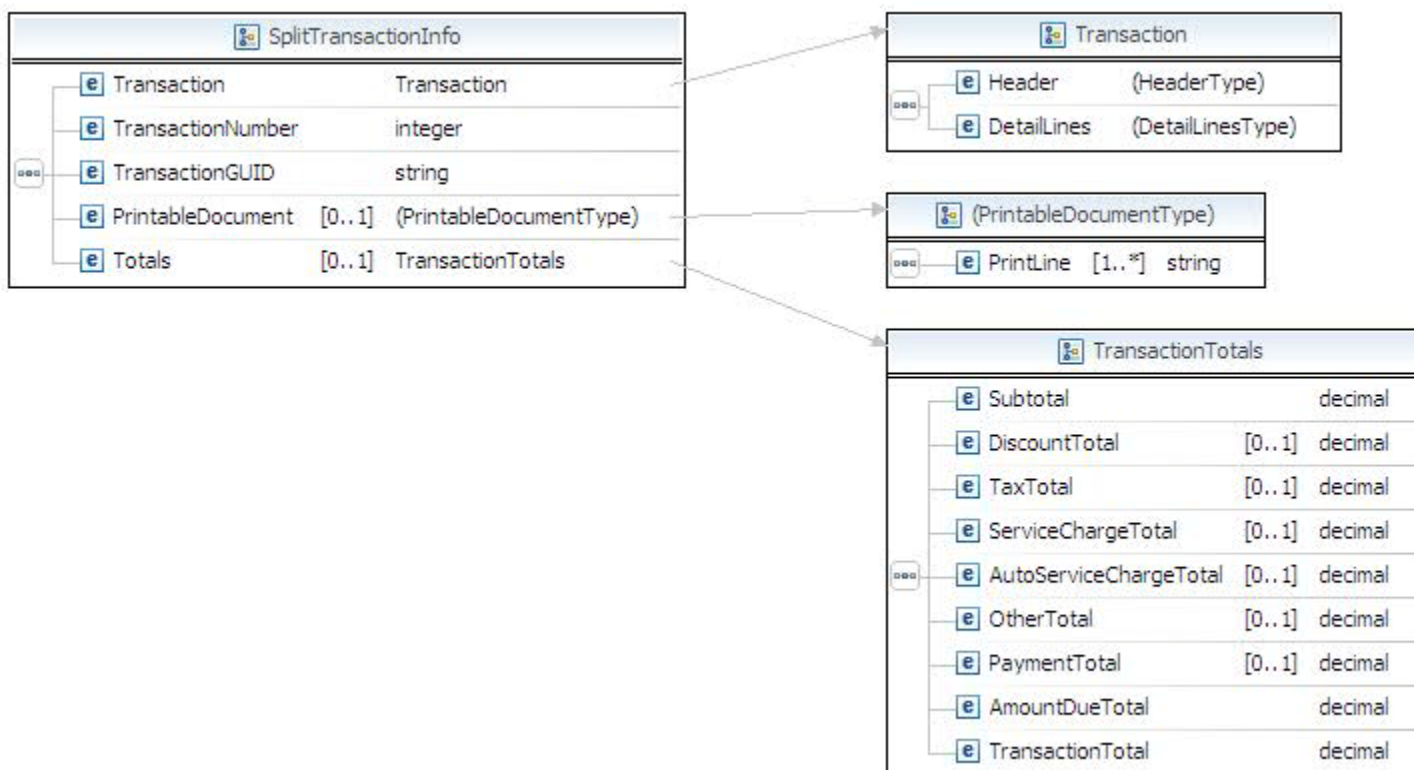 SplitTransactionInfo
e Transaction Transaction
e TransactionNumber integer
e TransactionGUID string
e PrintableDocument [0..1] (PrintableDocumentType)
e Totals [0..1] TransactionTotals
Transaction
e Header (HeaderType)
e DetailLines (DetailLinesType)
(PrintableDocumentType)
e PrintLine [1..*] string
TransactionTotals
e Subtotal decimal
e DiscountTotal [0..1] decimal
e TaxTotal [0..1] decimal
e ServiceChargeTotal [0..1] decimal
e AutoServiceChargeTotal [0..1] decimal
e OtherTotal [0..1] decimal
e PaymentTotal [0..1] decimal
e AmountDueTotal decimal
e TransactionTotal decimal